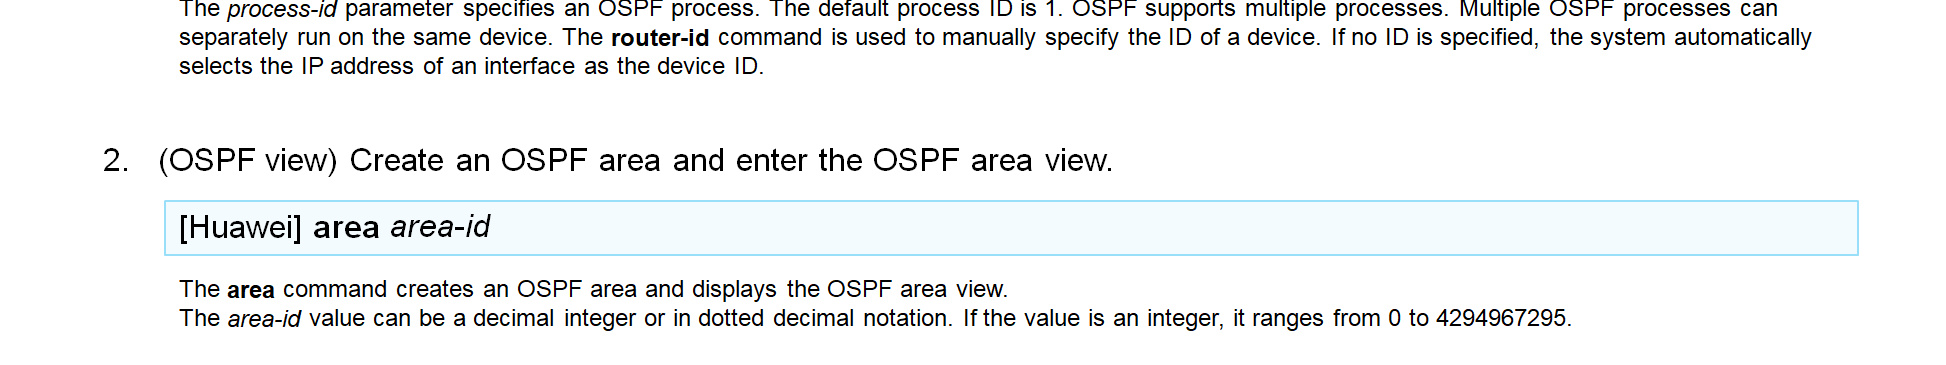 The process-id parameter specifies an OSPF process. The default process ID is 1. OSPF supports multiple processes. Multiple OSPF processes can
separately run on the same device. The router-id command is used to manually specify the ID of a device. If no ID is specified, the system automatically
selects the IP address of an interface as the device ID.
2. (OSPF view) Create an OSPF area and enter the OSPF area view.
[Huawei] area area-id
The area command creates an OSPF area and displays the OSPF area view.
The area-id value can be a decimal integer or in dotted decimal notation. If the value is an integer, it ranges from 0 to 4294967295.